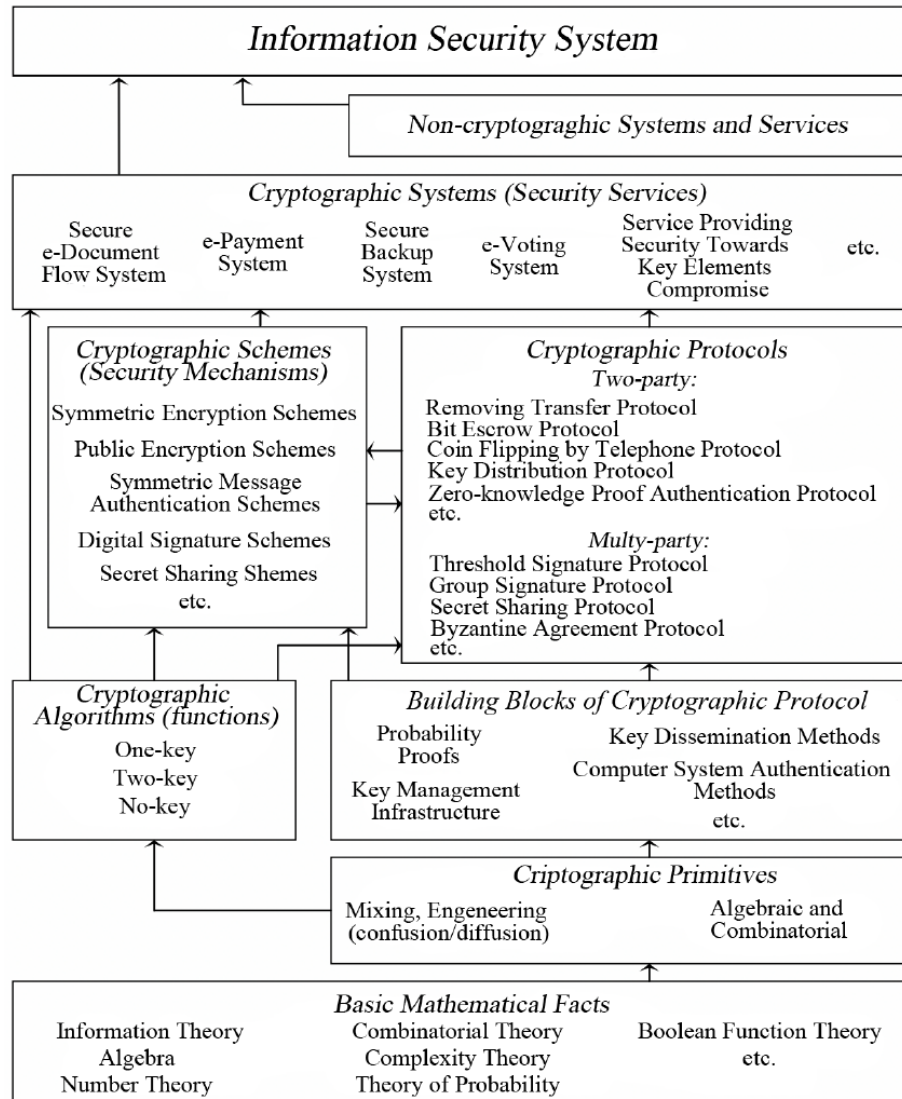 Information Security System
Non-cryptograghic Systems and Services
Cryptographic Systems (Security Services)
Secure
e-Document
Flow System
e-Payment
System
Secure
Backup
System
e-Voting
System
Service Providing
Security Towards
Key Elements
Compromise
etc.
Cryptographic Schemes
(Security Mechanisms)
Symmetric Encryption Schemes
Public Encryption Schemes
Symmetric Message
Authentication Schemes
Digital Signature Schemes
Secret Sharing Shemes
etc.
Cryptographic Protocols
Two-party:
Removing Transfer Protocol
Bit Escrow Protocol
Coin Flipping by Telephone Protocol
Key Distribution Protocol
Zero-knowledge Proof Authentication Protocol
etc.
Multy-party:
Threshold Signature Protocol
Group Signature Protocol
Secret Sharing Protocol
Byzantine Agreement Protocol
etc.
Cryptographic
Algorithms (functions)
One-key
Two-key
No-key
Building Blocks of Cryptographic Protocol
Probability
Proofs
Key Management
Infrastructure
Key Dissemination Methods
Computer System Authentication
Methods
etc.
Criptographic Primitives
Mixing, Engeneering
(confusion/diffusion)
Algebraic and
Combinatorial
Basic Mathematical Facts
Information Theory
Algebra
Number Theory
Combinatorial Theory
Complexity Theory
Theory of Probability
Boolean Function Theory
etc.